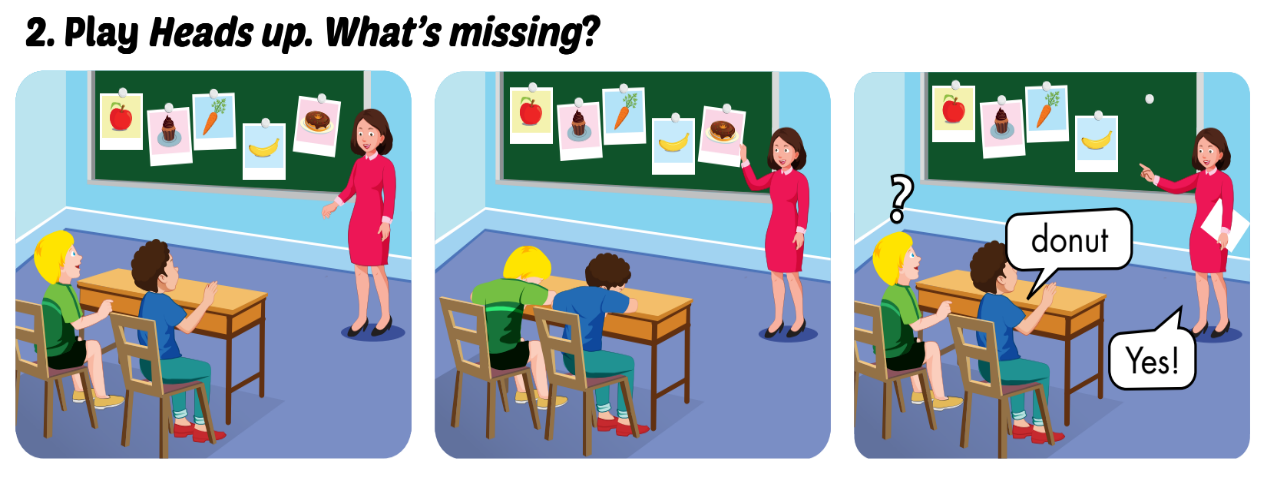 2. Play Heads up. What's missing?
?
donut
Yes!